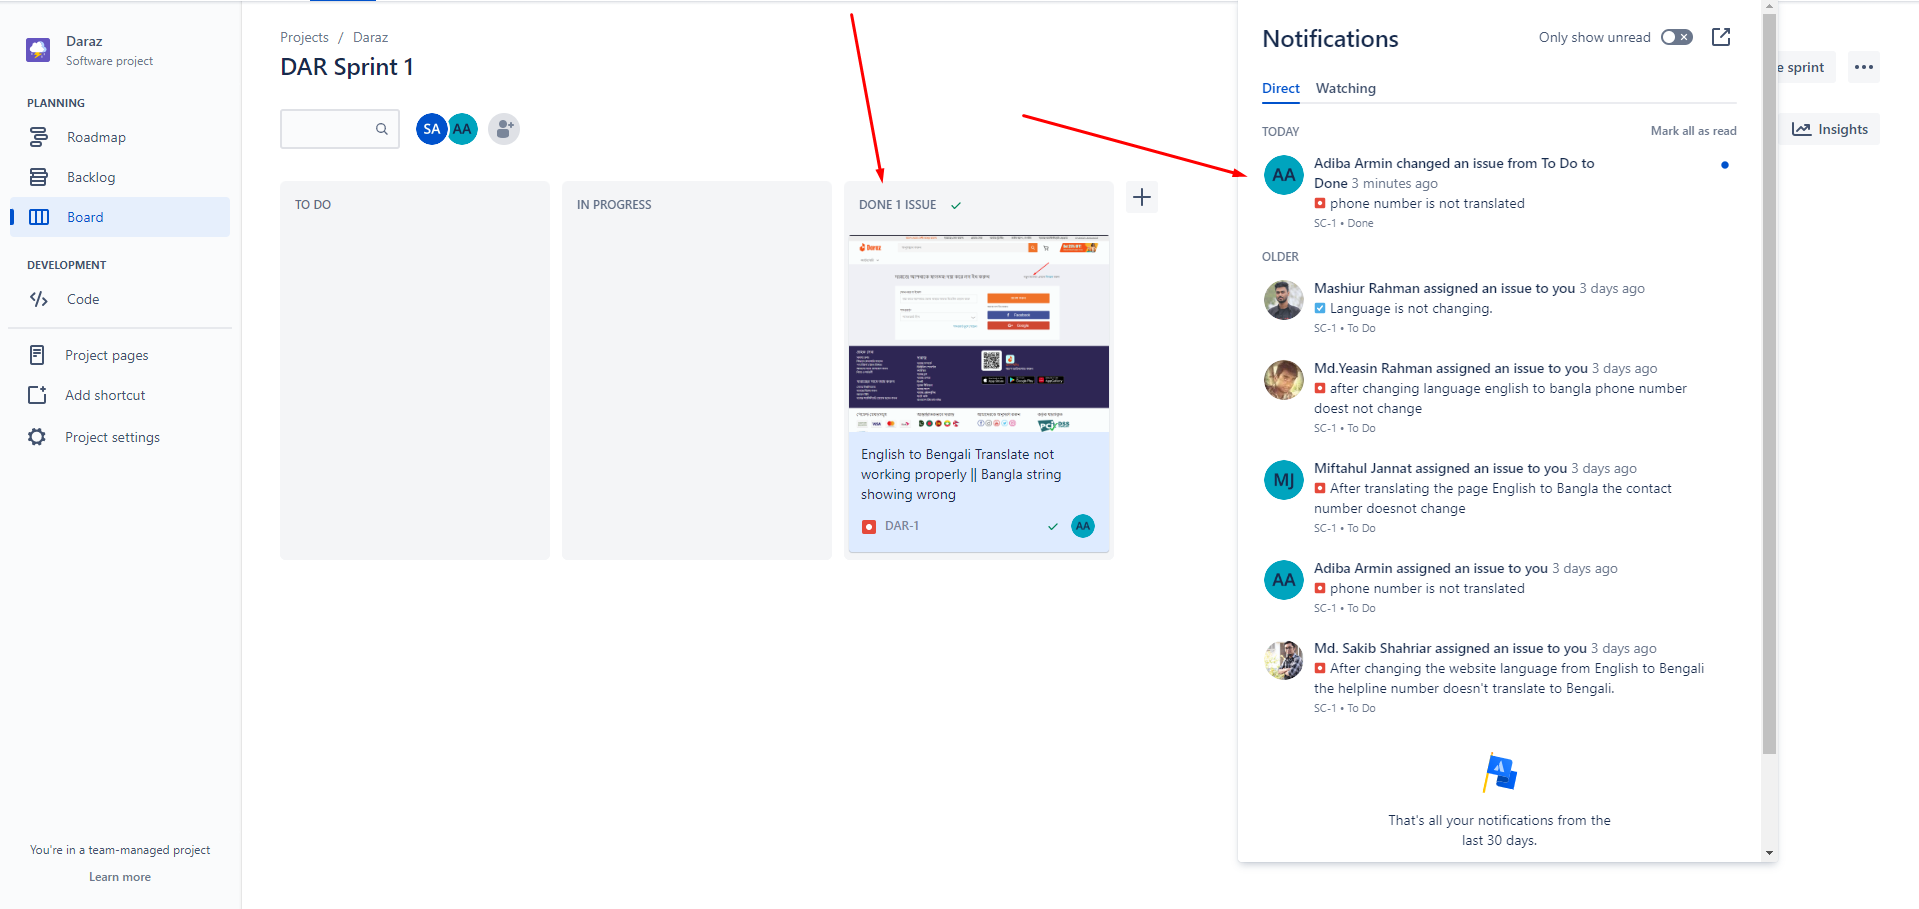 Daraz
Software project
PLANNING
Roadmap
Backlog
Board
DEVELOPMENT
Code
Project pages
Add shortcut
Project settings
You're in a team-managed project
Learn more
Projects / Daraz
DAR Sprint 1
SA AA
TO DO
IN PROGRESS
DONE 1 ISSUE
Daraz
Facebook
Google
VISA
English to Bengali Translate not
working properly || Bangla string
showing wrong
DAR-1
AA
e sprint
Insights
Notifications
Only show unread
Direct Watching
TODAY
Mark all as read
AA
Adiba Armin changed an issue from To Do to
Done 3 minutes ago
phone number is not translated
SC-1 • Done
OLDER
Mashiur Rahman assigned an issue to you 3 days ago
Language is not changing.
SC-1 • To Do
Md.Yeasin Rahman assigned an issue to you 3 days ago
after changing language english to bangla phone number
doest not change
SC-1 • To Do
MJ
Miftahul Jannat assigned an issue to you 3 days ago
After translating the page English to Bangla the contact
number doesnot change
SC-1 • To Do
AA
Adiba Armin assigned an issue to you 3 days ago
phone number is not translated
SC-1 • To Do
Md. Sakib Shahriar assigned an issue to you 3 days ago
After changing the website language from English to Bengali
the helpline number doesn't translate to Bengali.
SC-1 • To Do
That's all your notifications from the
last 30 days.